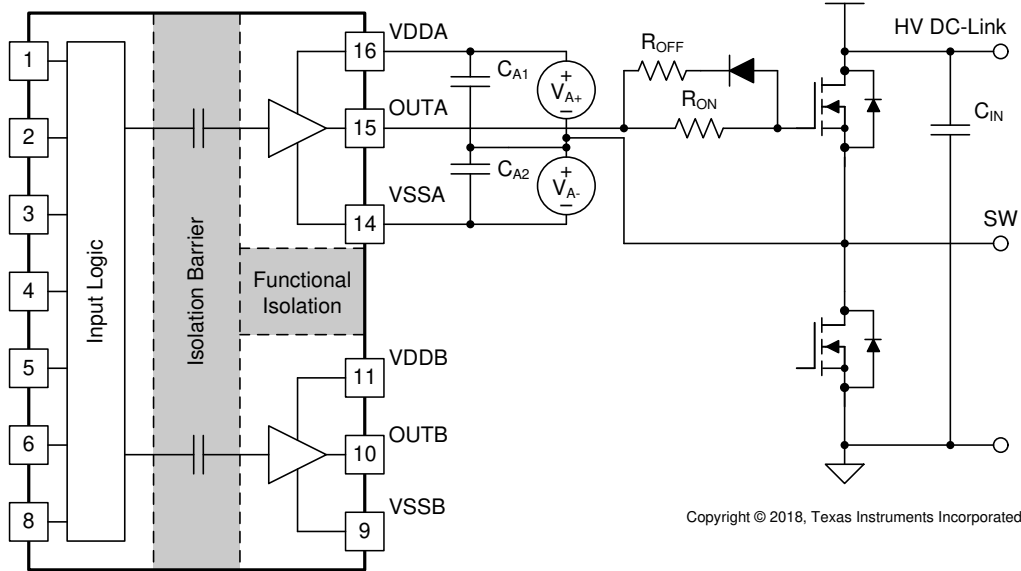 1
2
3
4
5
6
8
Input Logic
Isolation Barrier
Functional
Isolation
16
15
14
11
10
9
VDDA
OUTA
VSSA
VDDB
OUTB
VSSB
CA1
CA2
+
VA+
−
+
VA-
−
ROFF
RON
HV DC-Link
CIN
SW
Copyright © 2018, Texas Instruments Incorporated